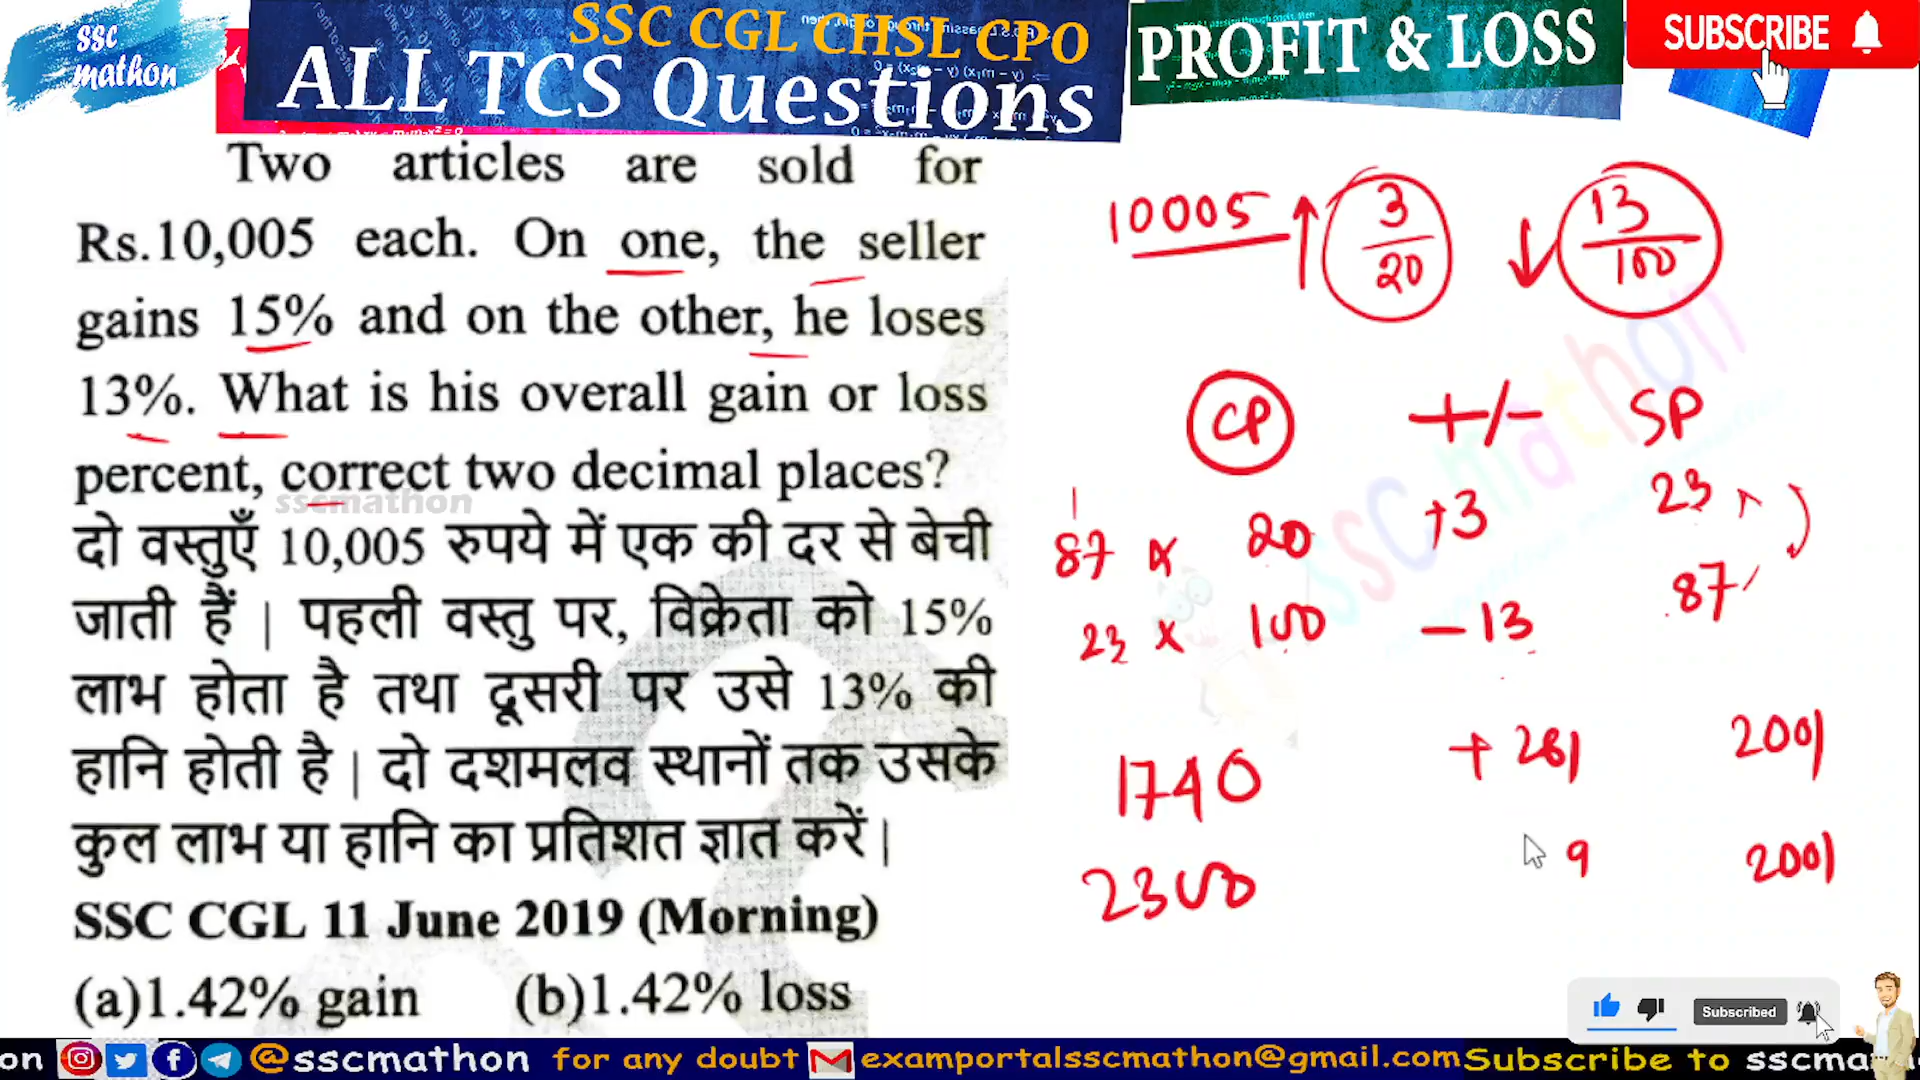 SSC
mathon
SSC CGL CHSL CPO
ALL TCS Questions
PROFIT & LOSS
SUBSCRIBE
Two articles are sold for
Rs.10,005 each. On one, the seller
gains 15% and on the other, he loses
13%. What is his overall gain or loss
percent, correct two decimal places?
sscmathon
दो वस्तुएँ 10,005 रुपये में एक की दर से बेची
जाती हैं | पहली वस्तु पर, विक्रेता को 15%
लाभ होता है तथा दूसरी पर उसे 13% की
हानि होती है | दो दशमलव स्थानों तक उसके
कुल लाभ या हानि का प्रतिशत ज्ञात करें |
SSC CGL 11 June 2019 (Morning)
(a)1.42% gain (b)1.42% loss
10005 ↑ 3/20 ↓ 13/100
CP +/- SP
87 × 20 +3 23
23 × 100 - 13 87
1740 + 261 2001
2300 9 2001
sscmathon
Subscribed
on @sscmathon for any doubt examportalsscmathon@gmail.com Subscribe to sscma